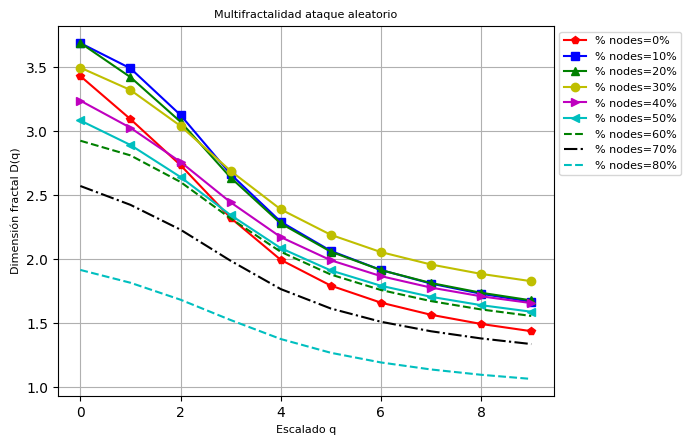 Multifractalidad ataque aleatorio
Dimensión fractal D(q)
3.5
3.0
2.5
2.0
1.5
1.0
0 2 4 6 8
Escalado q
% nodes=0%
% nodes=10%
% nodes=20%
% nodes=30%
% nodes=40%
% nodes=50%
% nodes=60%
% nodes=70%
% nodes=80%